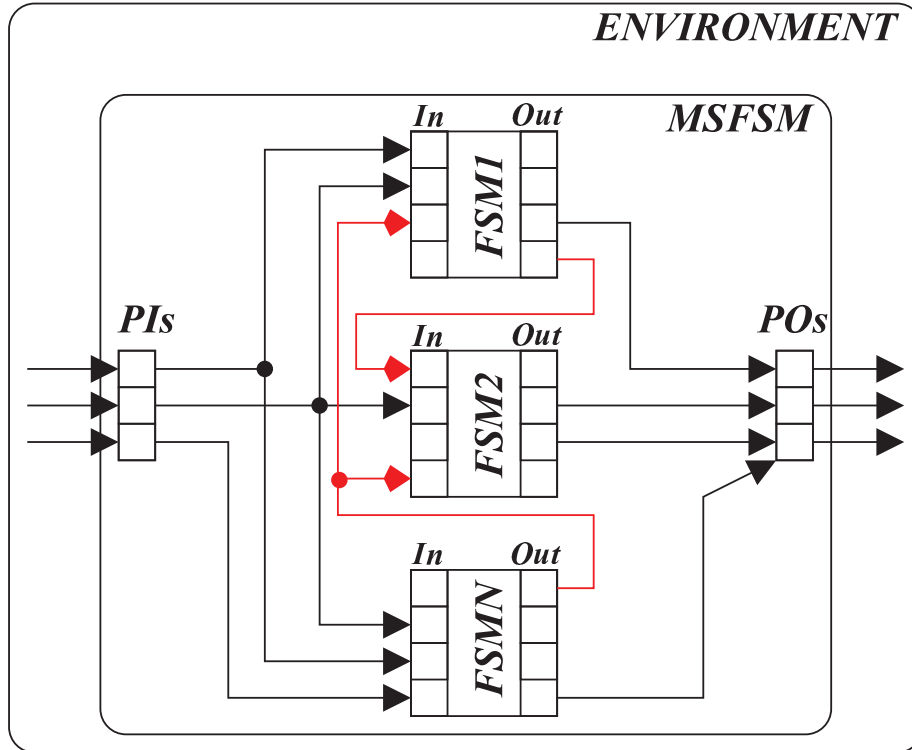 ENVIRONMENT
MSFSM
In Out
FSM1
PIs
POs
In Out
FSM2
In Out
FSMN